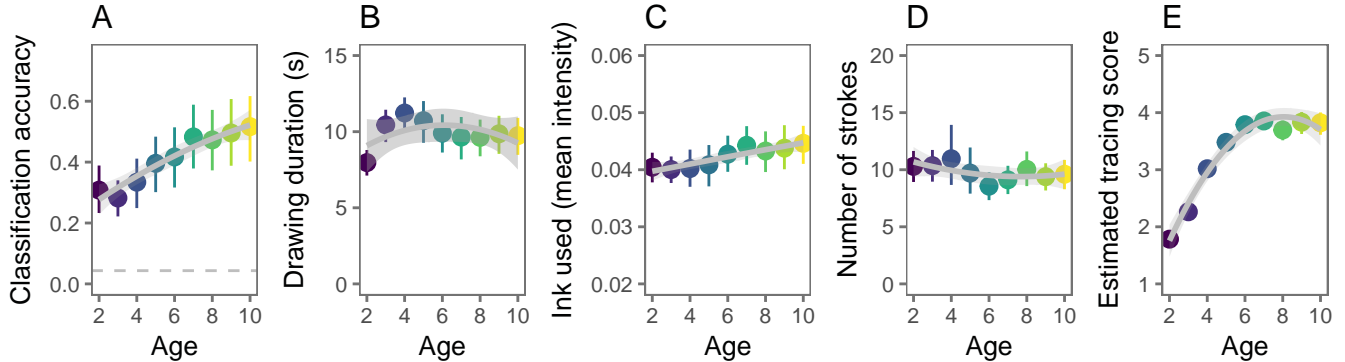 A
Classification accuracy
0.6
0.4
0.2
0.0
2 4 6 8 10
Age
B
Drawing duration (s)
15
10
5
0
2 4 6 8 10
Age
C
Ink used (mean intensity)
0.06
0.05
0.04
0.03
0.02
2 4 6 8 10
Age
D
Number of strokes
20
15
10
5
0
2 4 6 8 10
Age
E
Estimated tracing score
5
4
3
2
1
2 4 6 8 10
Age